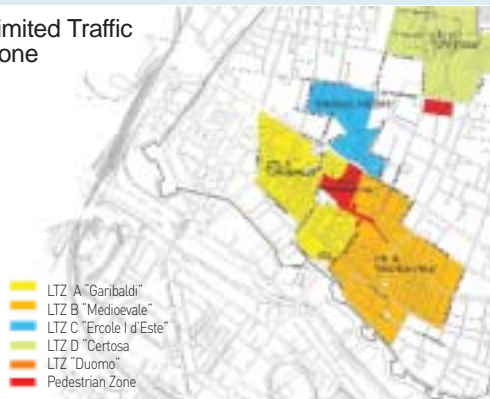 imited Traffic
one
LTZ A "Garibaldi"
LTZ B "Medioevale"
LTZ C "Ercole I d'Este"
LTZ D "Certosa
LTZ "Duomo"
Pedestrian Zone